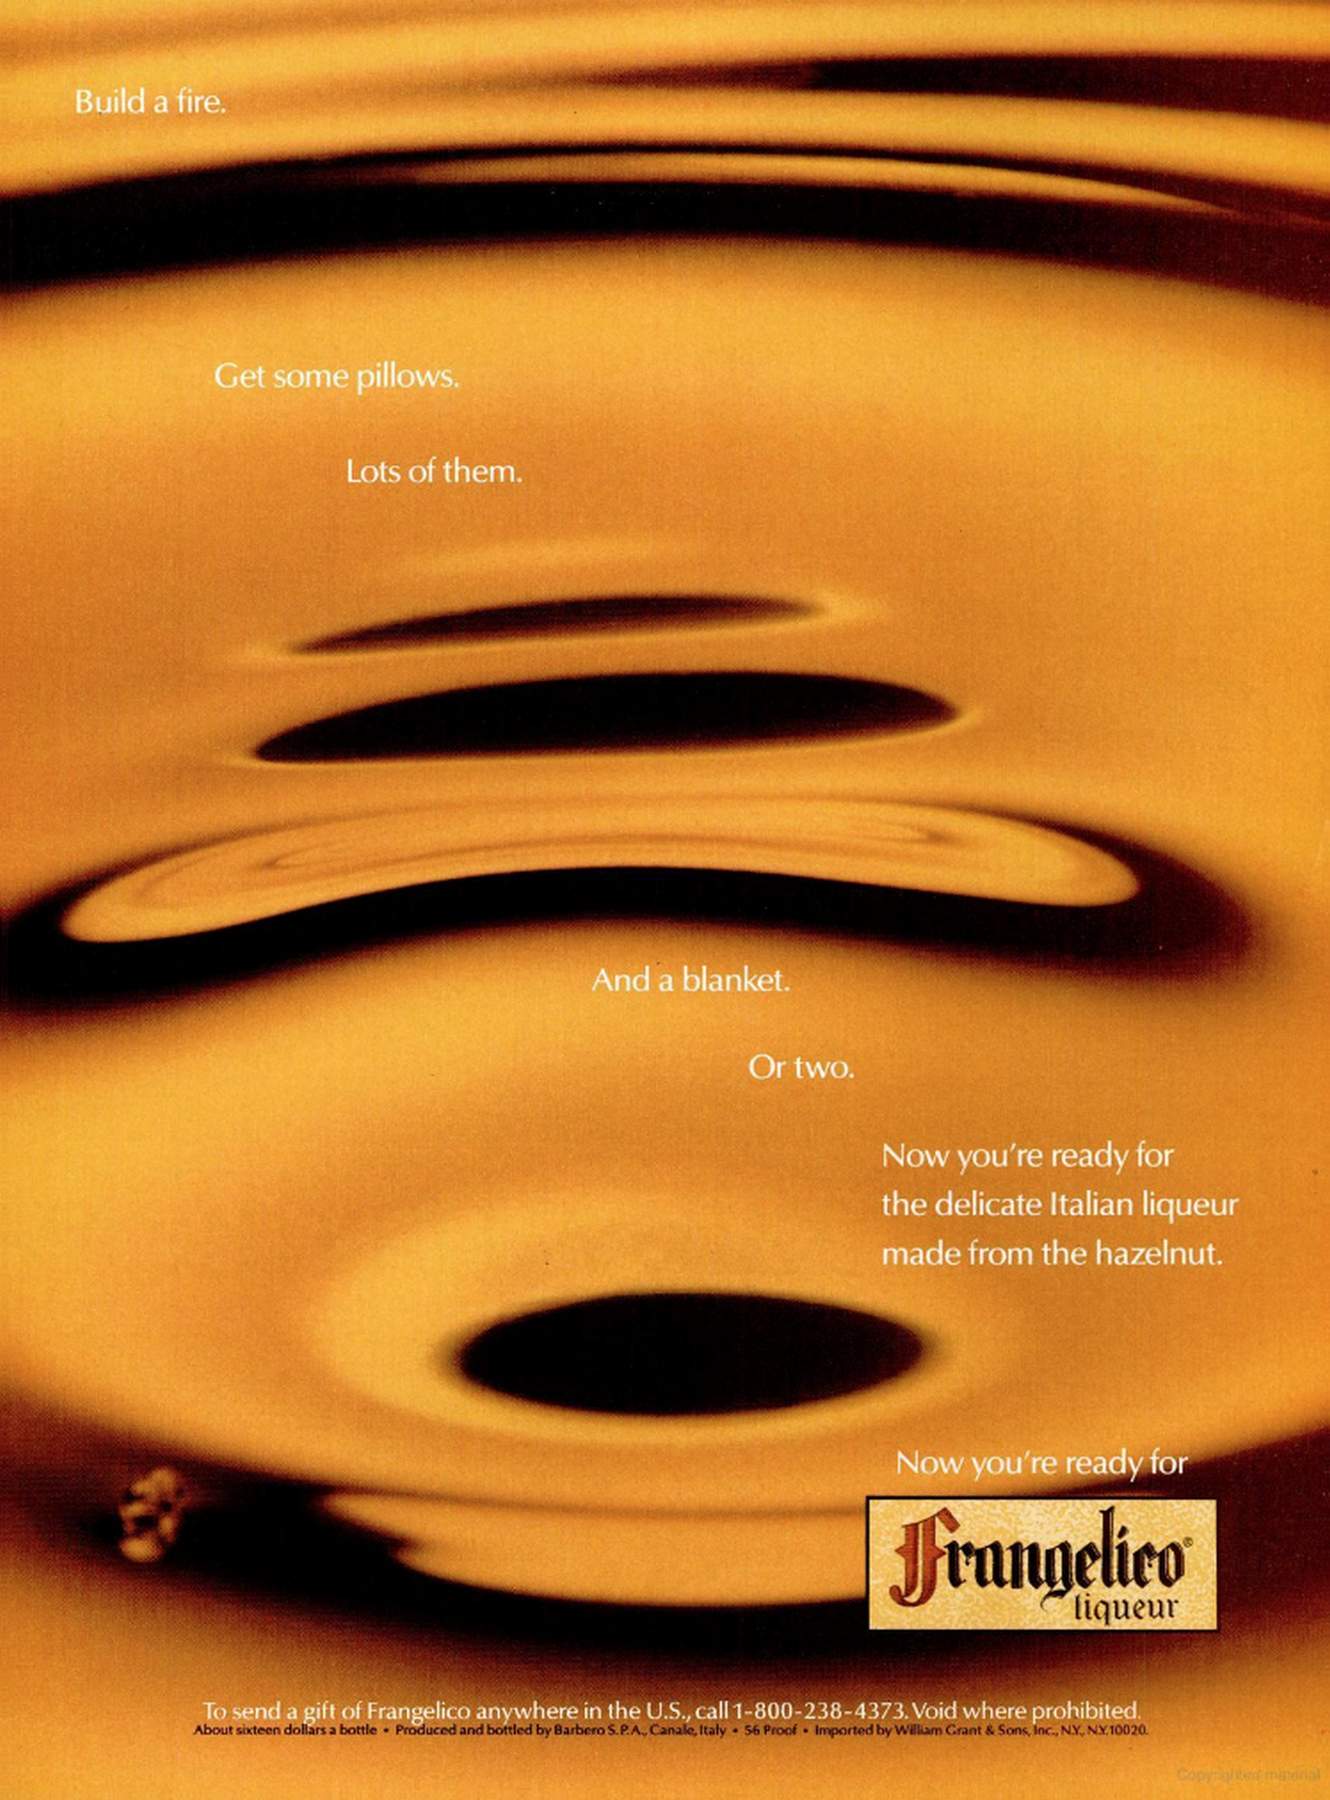 Build a fire.
Get some pillows.
Lots of them.
And a blanket.
Or two.
Now you're ready for
the delicate Italian liqueur
made from the hazelnut.
Now you're ready for
Frangelico®
liqueur
To send a gift of Frangelico anywhere in the U.S., call 1-800-238-4373. Void where prohibited.
About sixteen dollars a bottle • Produced and bottled by Barbero S.P.A., Canale, Italy • 56 Proof • Imported by William Grant & Sons, Inc., N.Y., N.Y. 10020.
Copyrighted material